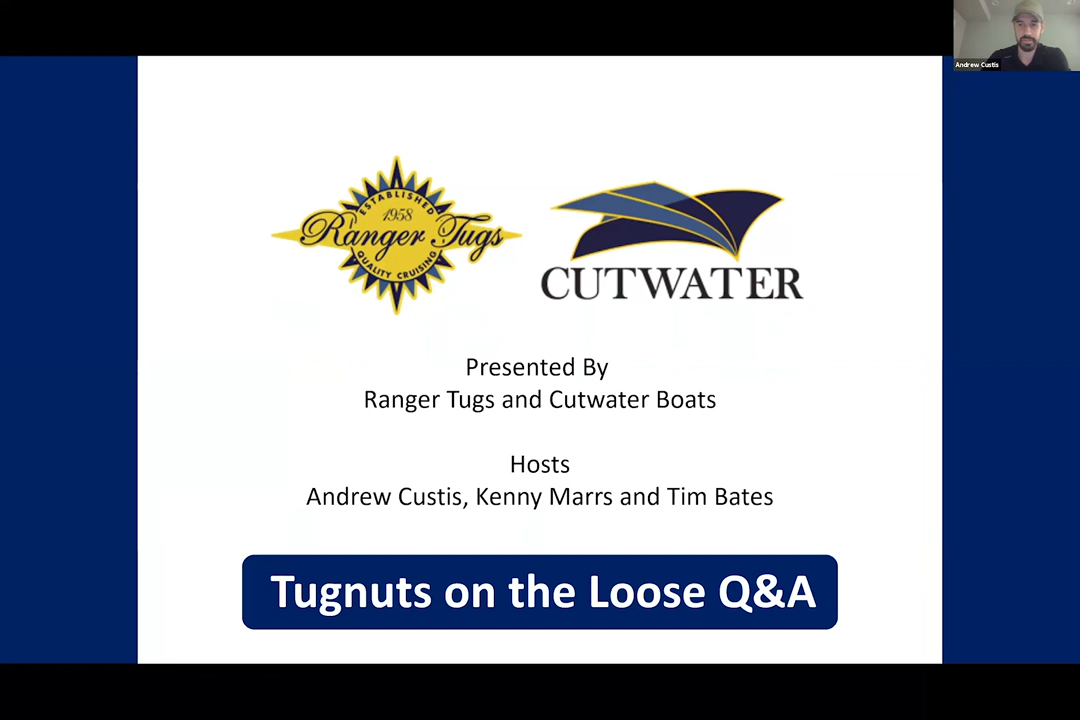 Andrew Custis
ESTABLISHED
1958
Ranger Tugs
QUALITY CRUISING
CUTWATER
Presented By
Ranger Tugs and Cutwater Boats
Hosts
Andrew Custis, Kenny Marrs and Tim Bates
Tugnuts on the Loose Q&A